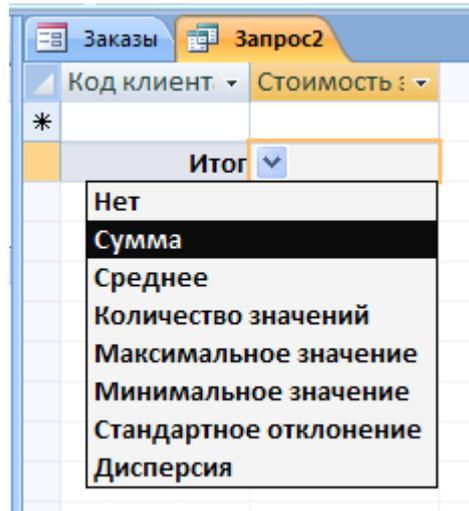 Заказы Запрос2
Код клиент Стоимость з
Итог
Нет
Сумма
Среднее
Количество значений
Максимальное значение
Минимальное значение
Стандартное отклонение
Дисперсия